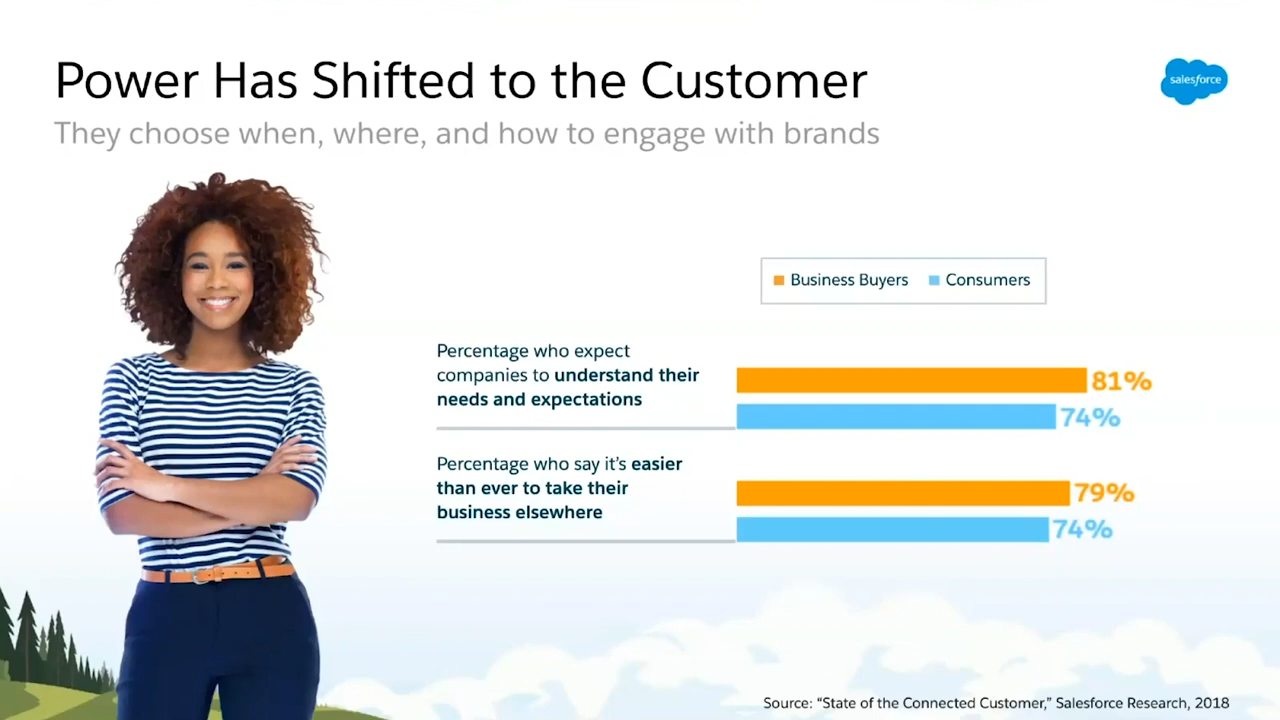 Power Has Shifted to the Customer
salesforce
They choose when, where, and how to engage with brands
Business Buyers
Consumers
Percentage who expect
companies to understand their
needs and expectations
81%
74%
Percentage who say it’s easier
than ever to take their
business elsewhere
79%
74%
Source: “State of the Connected Customer,” Salesforce Research, 2018